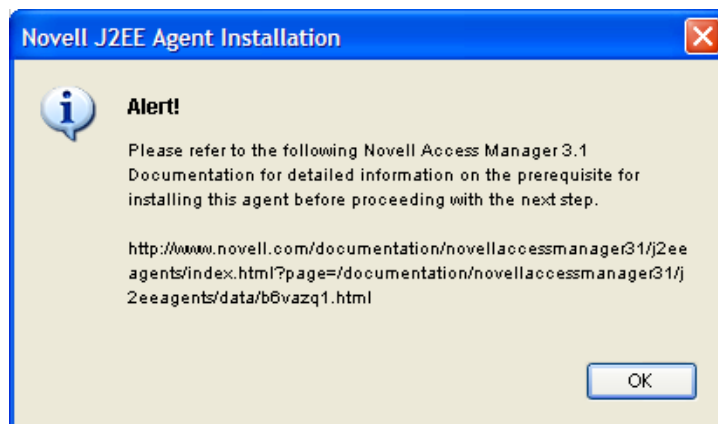 Novell J2EE Agent Installation
Alert!
Please refer to the following Novell Access Manager 3.1
Documentation for detailed information on the prerequisite for
installing this agent before proceeding with the next step.
http://www.novell.com/documentation/novellaccessmanager31/j2ee
agents/index.html?page=/documentation/novellaccessmanager31/j
2eeagents/data/b6vazq1.html
OK